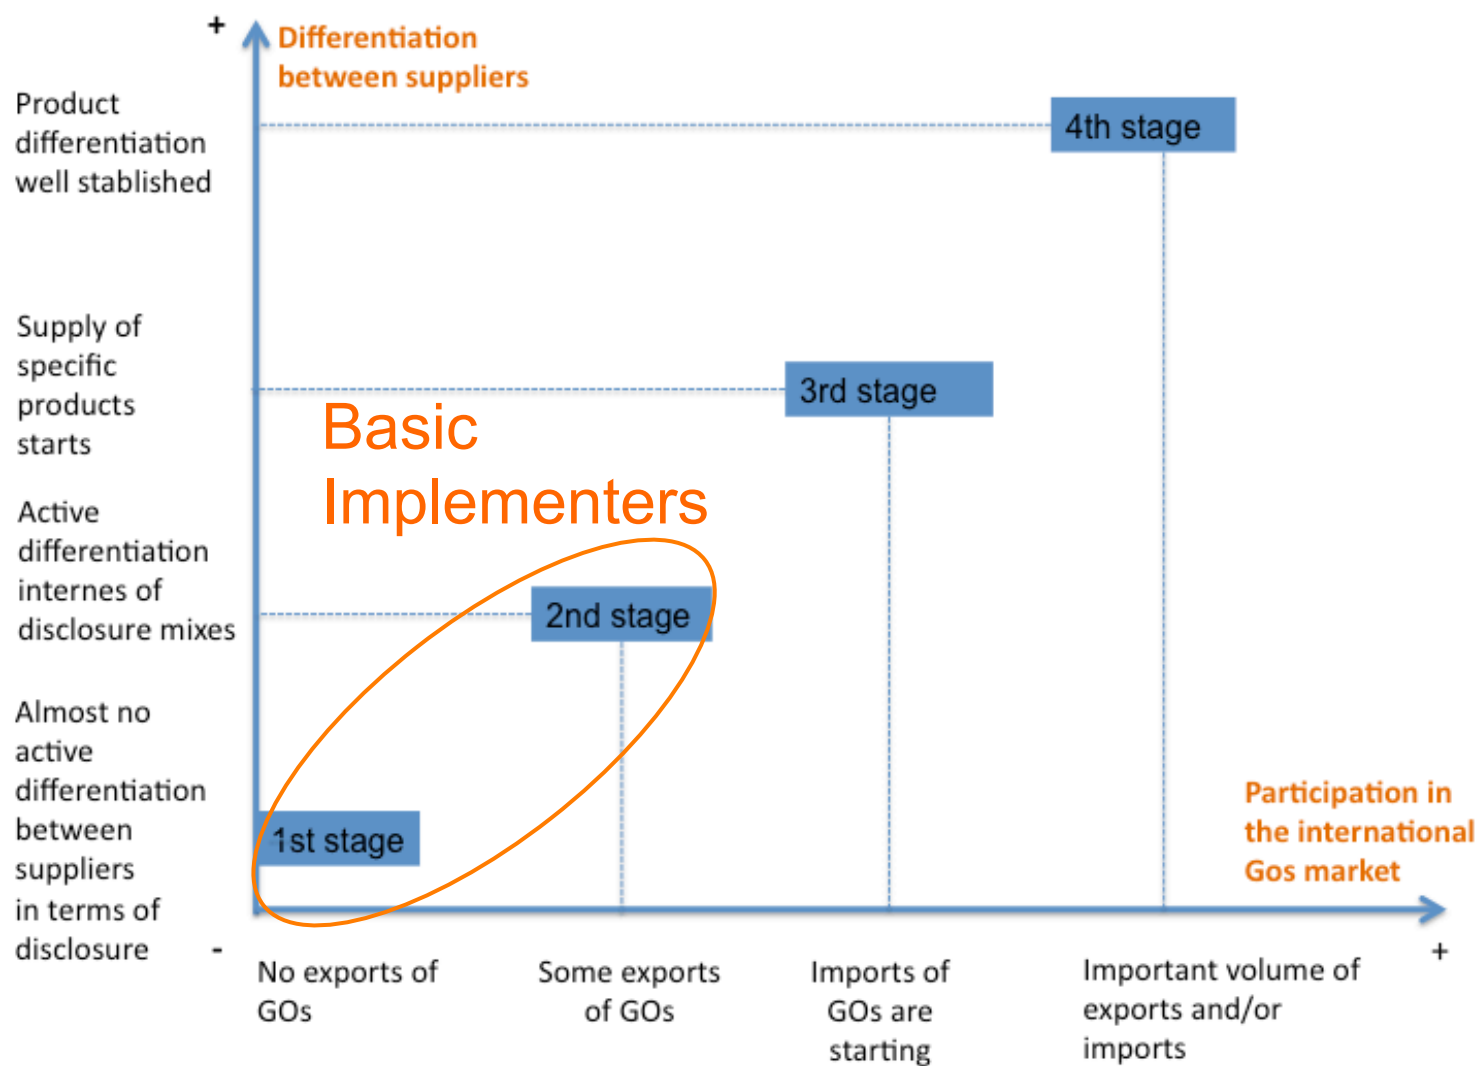 +
Differentiation
between suppliers
Product
differentiation
well stablished
4th stage
Supply of
specific
products
starts
3rd stage
Basic
Implementers
Active
differentiation
internes of
disclosure mixes
2nd stage
Almost no
active
differentiation
between
suppliers
in terms of
disclosure
1st stage
Participation in
the international
Gos market
-
+
No exports of
GOs
Some exports
of GOs
Imports of
GOs are
starting
Important volume of
exports and/or
imports